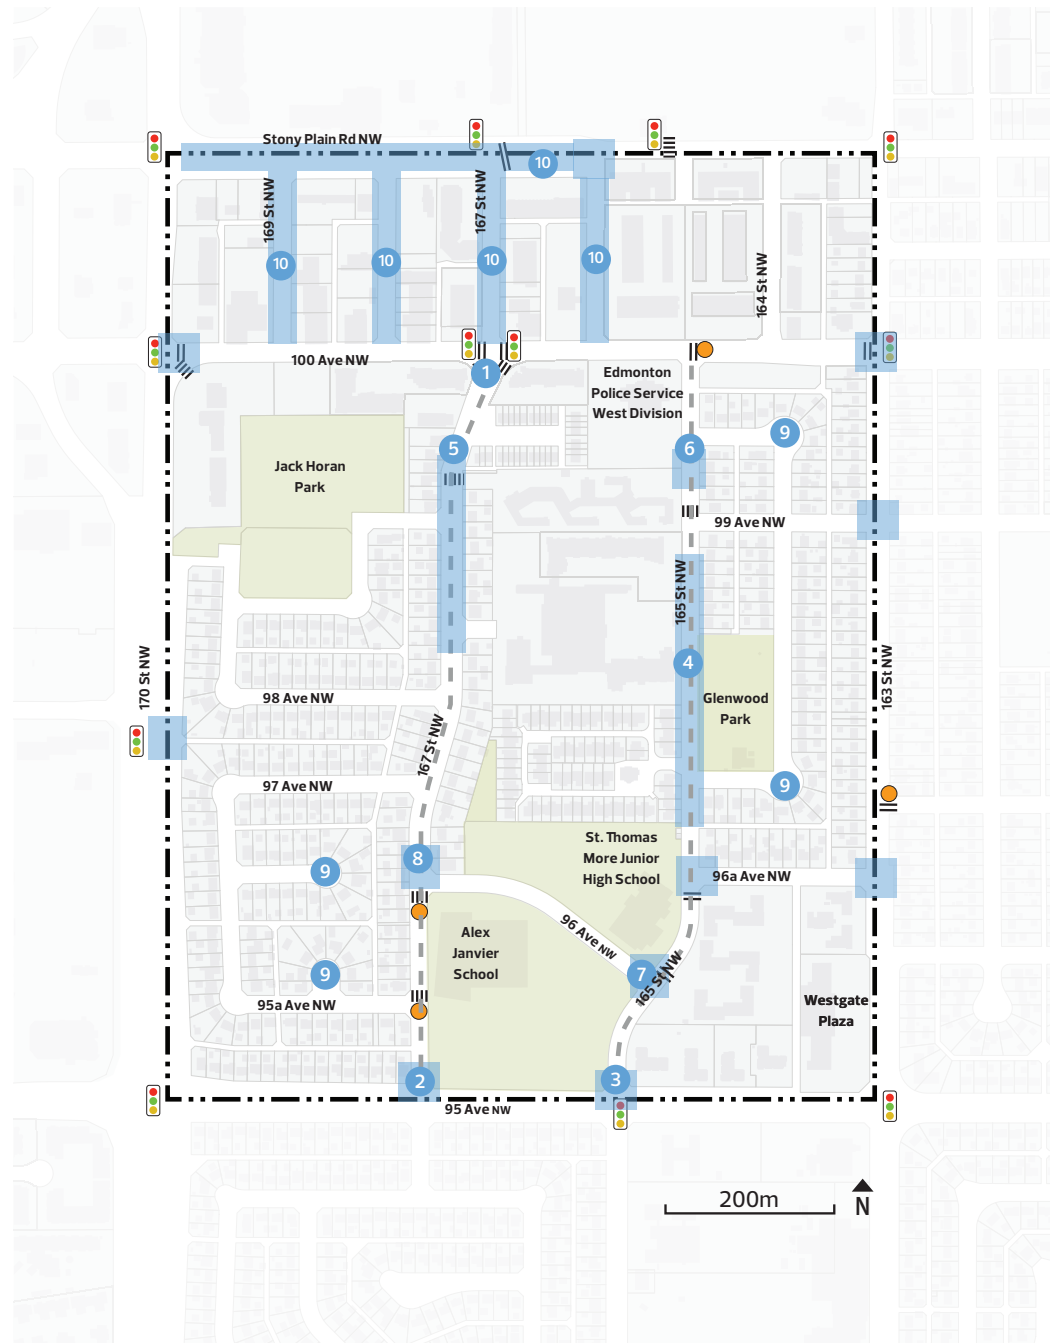 Stony Plain Rd NW
10
169 St NW
167 St NW
10
10
10
10
164 St NW
100 Ave NW
1
Edmonton
Police Service
West Division
9
5
6
Jack Horan
Park
99 Ave NW
165 St NW
170 St NW
163 St NW
4
98 Ave NW
Glenwood
Park
167 St NW
97 Ave NW
9
St. Thomas
More Junior
High School
8
9
96a Ave NW
96 Ave NW
Alex
Janvier
School
9
7
165 St NW
95a Ave NW
Westgate
Plaza
2
3
95 Ave NW
200m
N